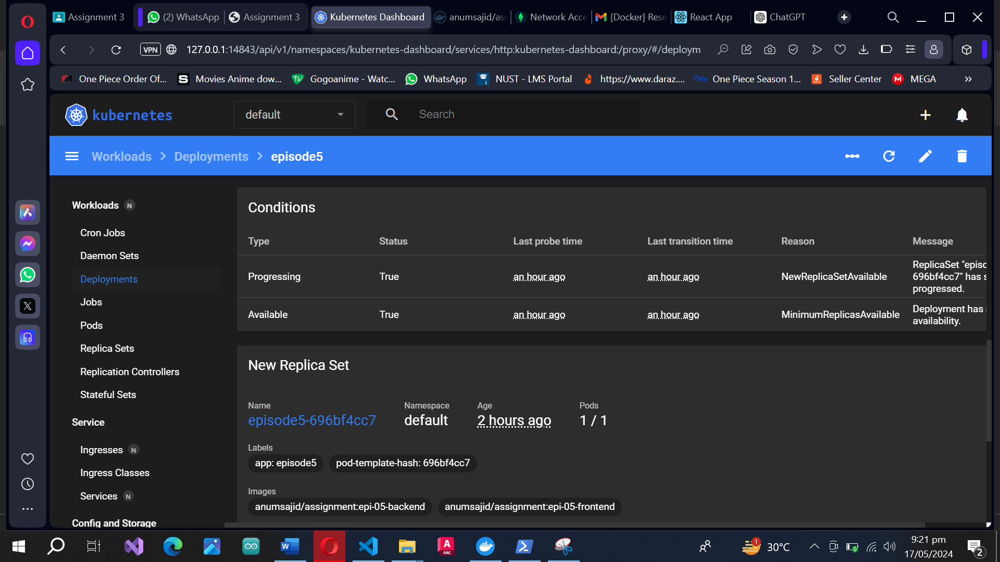 Assignment 3
(2) WhatsApp
Assignment 3
Kubernetes Dashboard
anumsajid/ass
Network Acce
[Docker] Rese
React App
ChatGPT
VPN
127.0.0.1:14843/api/v1/namespaces/kubernetes-dashboard/services/http:kubernetes-dashboard:/proxy/#/deploym
One Piece Order Of...
Movies Anime dow...
Gogoanime - Watc...
WhatsApp
NUST - LMS Portal
https://www.daraz....
One Piece Season 1...
Seller Center
MEGA
kubernetes
default
Search
Workloads
Deployments
episode5
Workloads N
Cron Jobs
Daemon Sets
Deployments
Jobs
Pods
Replica Sets
Replication Controllers
Stateful Sets
Service
Ingresses N
Ingress Classes
Services N
Config and Storage
Conditions
Type Status Last probe time Last transition time Reason Message
Progressing True an hour ago an hour ago NewReplicaSetAvailable
ReplicaSet "episo
696bf4cc7" has s
progressed.
Available True an hour ago an hour ago MinimumReplicasAvailable
Deployment has
availability.
New Replica Set
Name Namespace Age Pods
episode5-696bf4cc7 default 2 hours ago 1 / 1
Labels
app: episode5 pod-template-hash: 696bf4cc7
Images
anumsajid/assignment:epi-05-backend anumsajid/assignment:epi-05-frontend
1
30°C
9:21 pm
17/05/2024
2